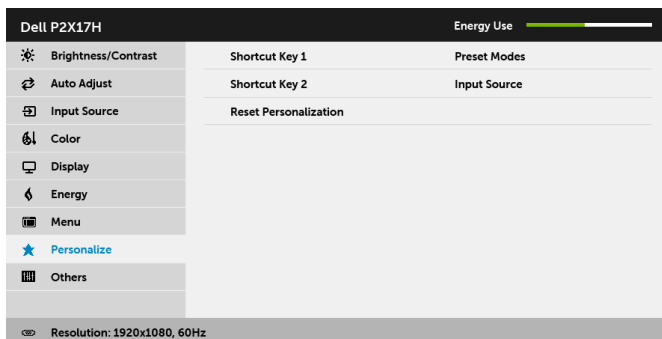 Dell P2X17H
Energy Use
Brightness/Contrast
Shortcut Key 1
Preset Modes
Auto Adjust
Shortcut Key 2
Input Source
Input Source
Reset Personalization
Color
Display
Energy
Menu
Personalize
Others
Resolution: 1920x1080, 60Hz